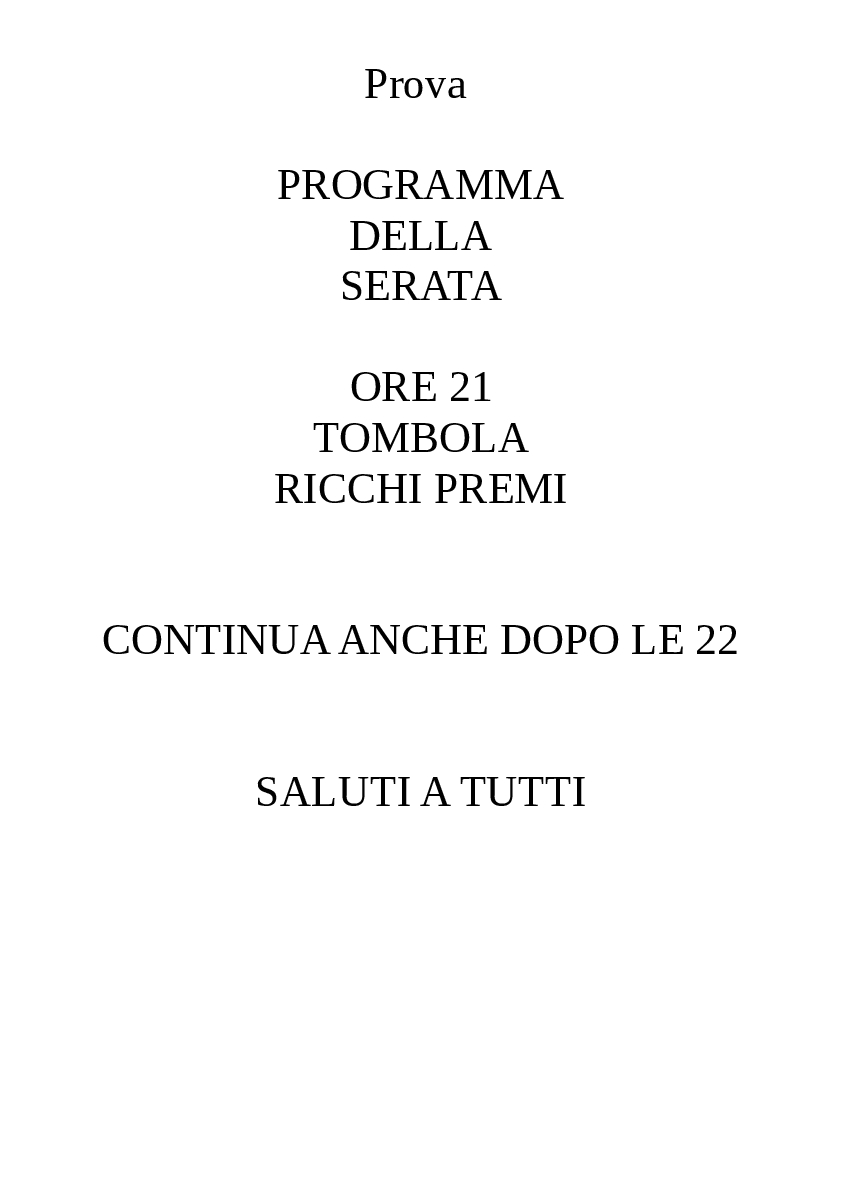 Prova
PROGRAMMA
DELLA
SERATA
ORE 21
TOMBOLA
RICCHI PREMI
CONTINUA ANCHE DOPO LE 22
SALUTI A TUTTI